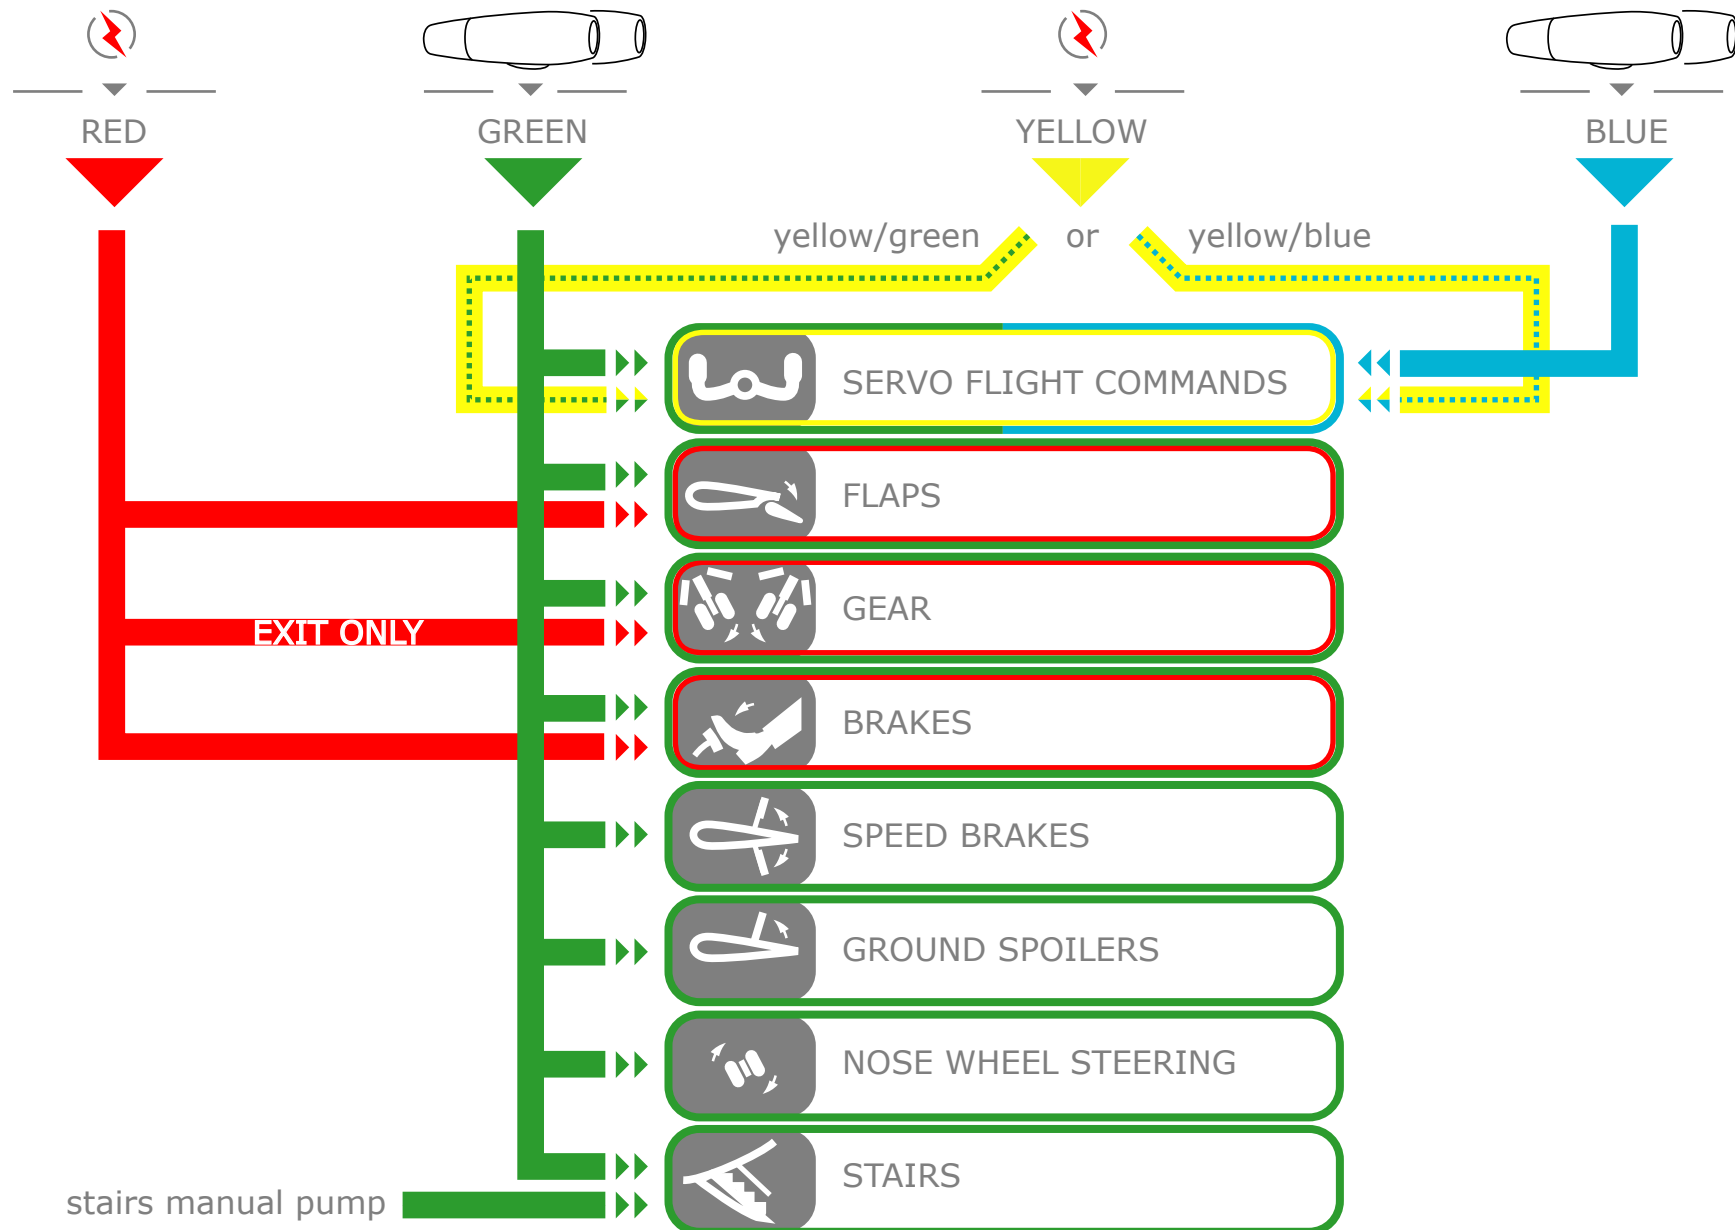 RED
GREEN
YELLOW
BLUE
yellow/green
or
yellow/blue
SERVO FLIGHT COMMANDS
FLAPS
GEAR
EXIT ONLY
BRAKES
SPEED BRAKES
GROUND SPOILERS
NOSE WHEEL STEERING
STAIRS
stairs manual pump